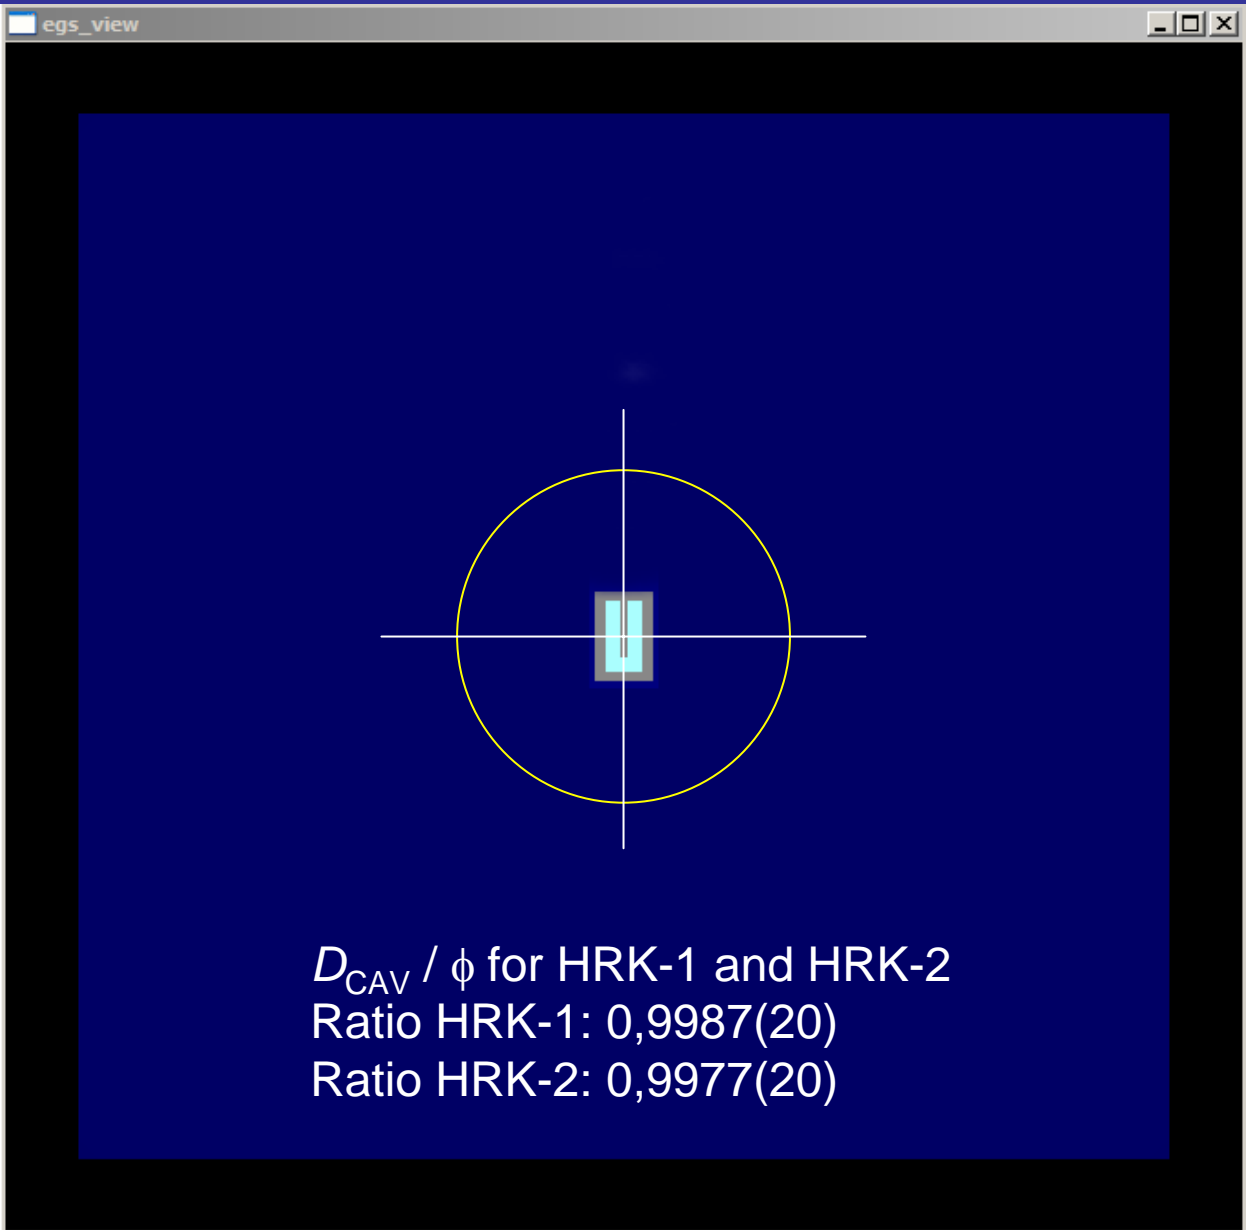 egs_view
D_CAV / ϕ for HRK-1 and HRK-2
Ratio HRK-1: 0,9987(20)
Ratio HRK-2: 0,9977(20)